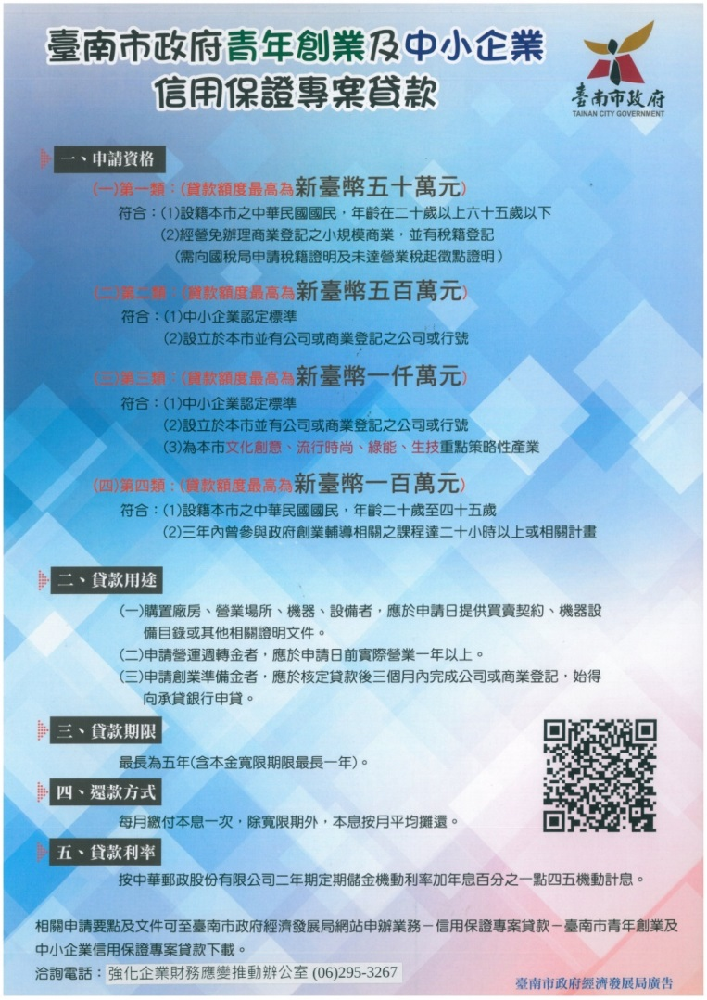 臺南市政府青年創業及中小企業
信用保證專案貸款
臺南市政府
TAINAN CITY GOVERNMENT
一、申請資格
(一)第一類：(貸款額度最高為新臺幣五十萬元)
符合：(1)設籍本市之中華民國國民，年齡在二十歲以上六十五歲以下
(2)經營免辦理商業登記之小規模商業，並有稅籍登記
(需向國稅局申請稅籍證明及未達營業稅起徵點證明)
(二)第二類：(貸款額度最高為新臺幣五百萬元)
符合：(1)中小企業認定標準
(2)設立於本市並有公司或商業登記之公司或行號
(三)第三類：(貸款額度最高為新臺幣一仟萬元)
符合：(1)中小企業認定標準
(2)設立於本市並有公司或商業登記之公司或行號
(3)為本市文化創意、流行時尚、綠能、生技重點策略性產業
(四)第四類：(貸款額度最高為新臺幣一百萬元)
符合：(1)設籍本市之中華民國國民，年齡二十歲至四十五歲
(2)三年內曾參與政府創業輔導相關之課程達二十小時以上或相關計畫
二、貸款用途
(一)購置廠房、營業場所、機器、設備者，應於申請日提供買賣契約、機器設
備目錄或其他相關證明文件。
(二)申請營運週轉金者，應於申請日前實際營業一年以上。
(三)申請創業準備金者，應於核定貸款後三個月內完成公司或商業登記，始得
向承貸銀行申貸。
三、貸款期限
最長為五年(含本金寬限期限最長一年)。
四、還款方式
每月繳付本息一次，除寬限期外，本息按月平均攤還。
五、貸款利率
按中華郵政股份有限公司二年期定期儲金機動利率加年息百分之一點四五機動計息。
相關申請要點及文件可至臺南市政府經濟發展局網站申辦業務－信用保證專案貸款－臺南市青年創業及
中小企業信用保證專案貸款下載。
洽詢電話：強化企業財務應變推動辦公室 (06)295-3267
臺南市政府經濟發展局廣告